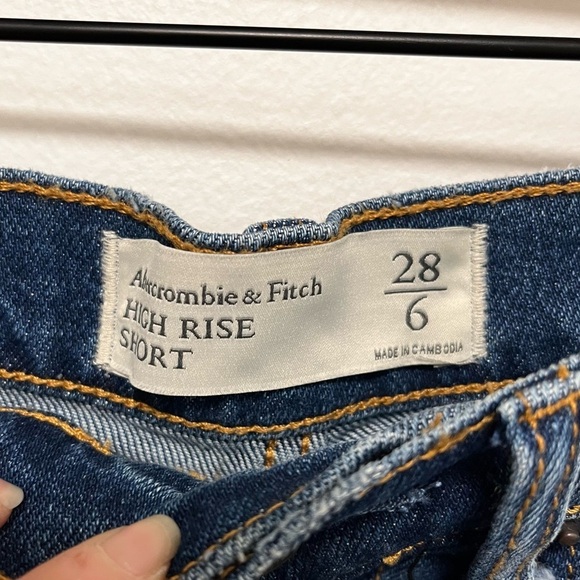 Abercrombie & Fitch
HIGH RISE
SHORT
28
6
MADE IN CAMBODIA